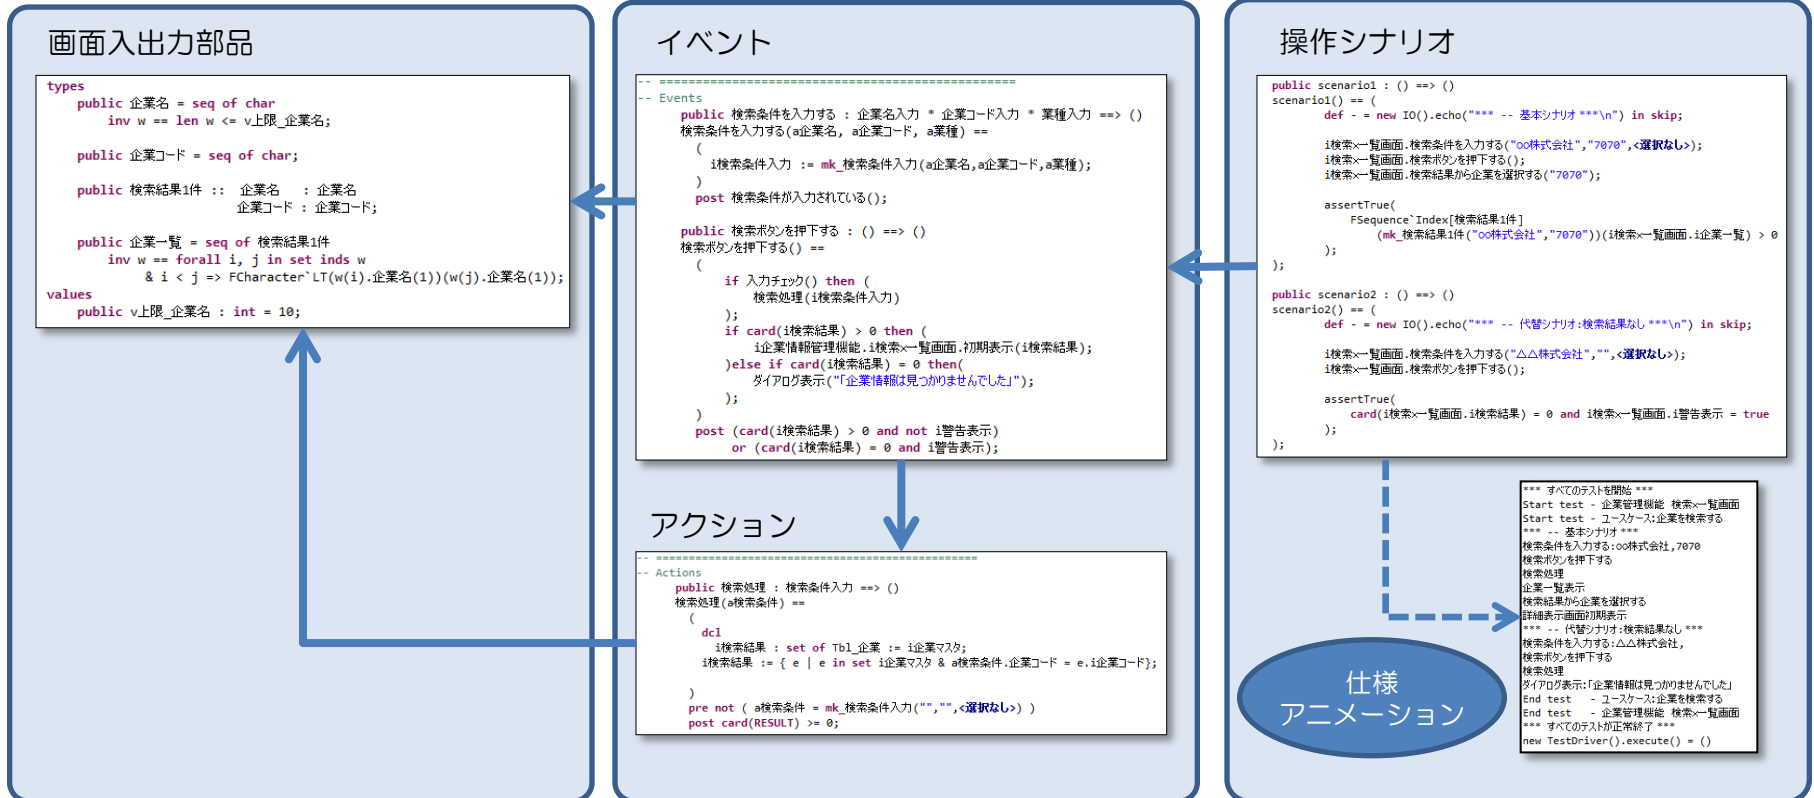 画面入出力部品
types
public 企業名 = seq of char
inv w == len w <= v上限_企業名;
public 企業コード = seq of char;
public 検索結果1件 :: 企業名 : 企業名
企業コード : 企業コード;
public 企業一覧 = seq of 検索結果1件
inv w == forall i, j in set inds w
& i < j => FCharacter`LT(w(i).企業名(1))(w(j).企業名(1));
values
public v上限_企業名 : int = 10;
イベント
-- =================================================
-- Events
public 検索条件を入力する : 企業名入力 * 企業コード入力 * 業種入力 ==> ()
検索条件を入力する(a企業名, a企業コード, a業種) ==
(
i検索条件入力 := mk_検索条件入力(a企業名,a企業コード,a業種);
)
post 検索条件が入力されている();
public 検索ボタンを押下する : () ==> ()
検索ボタンを押下する() ==
(
if 入力チェック() then (
検索処理(i検索条件入力)
);
if card(i検索結果) > 0 then (
i企業情報管理機能.i検索×一覧画面.初期表示(i検索結果);
)else if card(i検索結果) = 0 then(
ダイアログ表示("「企業情報は見つかりませんでした」");
);
)
post (card(i検索結果) > 0 and not i警告表示)
or (card(i検索結果) = 0 and i警告表示);
アクション
-- =============================================
-- Actions
public 検索処理 : 検索条件入力 ==> ()
検索処理(a検索条件) ==
(
dcl
i検索結果 : set of Tbl_企業 := i企業マスタ;
i検索結果 := { e | e in set i企業マスタ & a検索条件.企業コード = e.i企業コード};
)
pre not ( a検索条件 = mk_検索条件入力("","",<選択なし>) )
post card(RESULT) >= 0;
操作シナリオ
public scenario1 : () ==> ()
scenario1() == (
def - = new IO().echo("*** -- 基本シナリオ ***\n") in skip;
i検索×一覧画面.検索条件を入力する("○○株式会社","7070",<選択なし>);
i検索×一覧画面.検索ボタンを押下する();
i検索×一覧画面.検索結果から企業を選択する("7070");
assertTrue(
FSequence`Index[検索結果1件]
(mk_検索結果1件("○○株式会社","7070"))(i検索×一覧画面.i企業一覧) > 0
);
);
public scenario2 : () ==> ()
scenario2() == (
def - = new IO().echo("*** -- 代替シナリオ:検索結果なし ***\n") in skip;
i検索×一覧画面.検索条件を入力する("△△株式会社","",<選択なし>);
i検索×一覧画面.検索ボタンを押下する();
assertTrue(
card(i検索×一覧画面.i検索結果) = 0 and i検索×一覧画面.i警告表示 = true
);
);
*** すべてのテストを開始 ***
Start test - 企業管理機能 検索×一覧画面
Start test - ユースケース:企業を検索する
*** -- 基本シナリオ ***
検索条件を入力する:○○株式会社,7070
検索ボタンを押下する
検索処理
企業一覧表示
検索結果から企業を選択する
詳細表示画面初期表示
*** -- 代替シナリオ:検索結果なし ***
検索条件を入力する:△△株式会社,
検索ボタンを押下する
検索処理
ダイアログ表示:「企業情報は見つかりませんでした」
End test - ユースケース:企業を検索する
End test - 企業管理機能 検索×一覧画面
*** すべてのテストが正常終了 ***
new TestDriver().execute() = ()
仕様
アニメーション